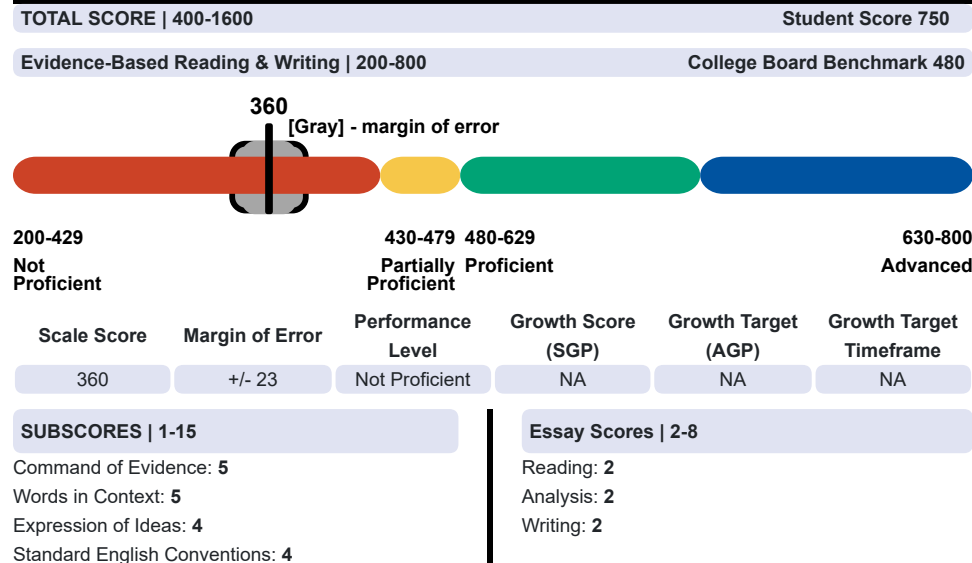 TOTAL SCORE | 400-1600 Student Score 750
Evidence-Based Reading & Writing | 200-800 College Board Benchmark 480
360
[Gray] - margin of error
200-429 430-479 480-629 630-800
Not Partially Proficient Advanced
Proficient Proficient
Performance Growth Score Growth Target Growth Target
Scale Score Margin of Error
Level (SGP) (AGP) Timeframe
360 +/- 23 Not Proficient NA NA NA
SUBSCORES | 1-15 Essay Scores | 2-8
Command of Evidence: 5 Reading: 2
Words in Context: 5 Analysis: 2
Expression of Ideas: 4 Writing: 2
Standard English Conventions: 4